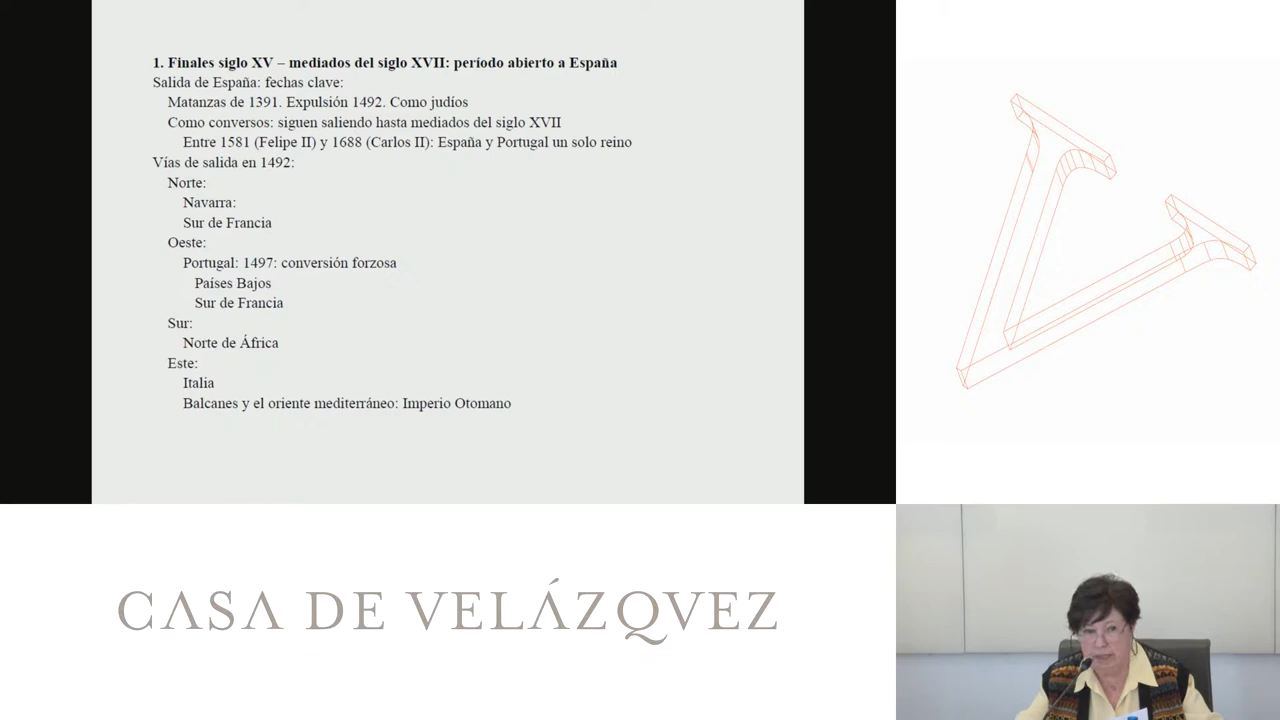 1. Finales siglo XV – mediados del siglo XVII: período abierto a España
Salida de España: fechas clave:
Matanzas de 1391. Expulsión 1492. Como judíos
Como conversos: siguen saliendo hasta mediados del siglo XVII
Entre 1581 (Felipe II) y 1688 (Carlos II): España y Portugal un solo reino
Vías de salida en 1492:
Norte:
Navarra:
Sur de Francia
Oeste:
Portugal: 1497: conversión forzosa
Países Bajos
Sur de Francia
Sur:
Norte de África
Este:
Italia
Balcanes y el oriente mediterráneo: Imperio Otomano
CASA DE VELÁZQVEZ